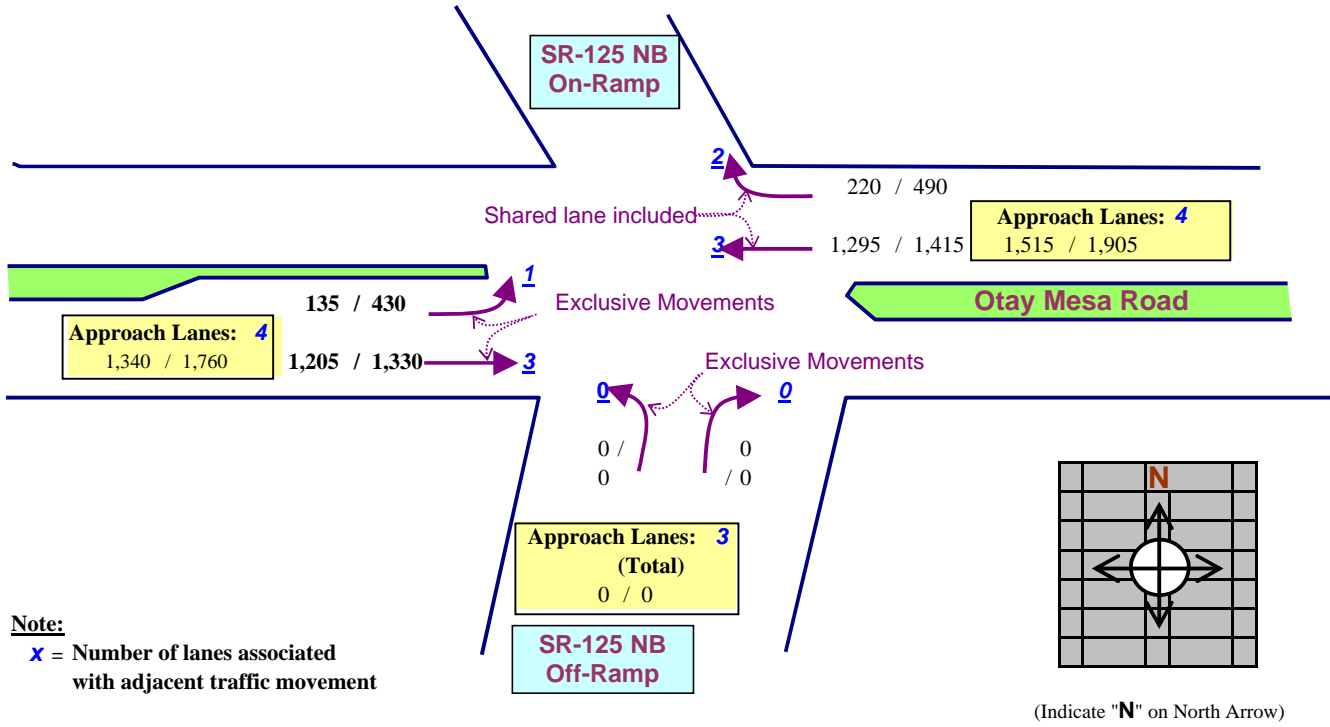 SR-125 NB
On-Ramp
2
220 / 490
Shared lane included
Approach Lanes: 4
3
1,295 / 1,415
1,515 / 1,905
1
135 / 430
Exclusive Movements
Otay Mesa Road
Approach Lanes: 4
1,340 / 1,760
1,205 / 1,330
3
Exclusive Movements
0
0
0 /
0
0
/ 0
N
Approach Lanes: 3
(Total)
0 / 0
Note:
x = Number of lanes associated
with adjacent traffic movement
SR-125 NB
Off-Ramp
(Indicate "N" on North Arrow)